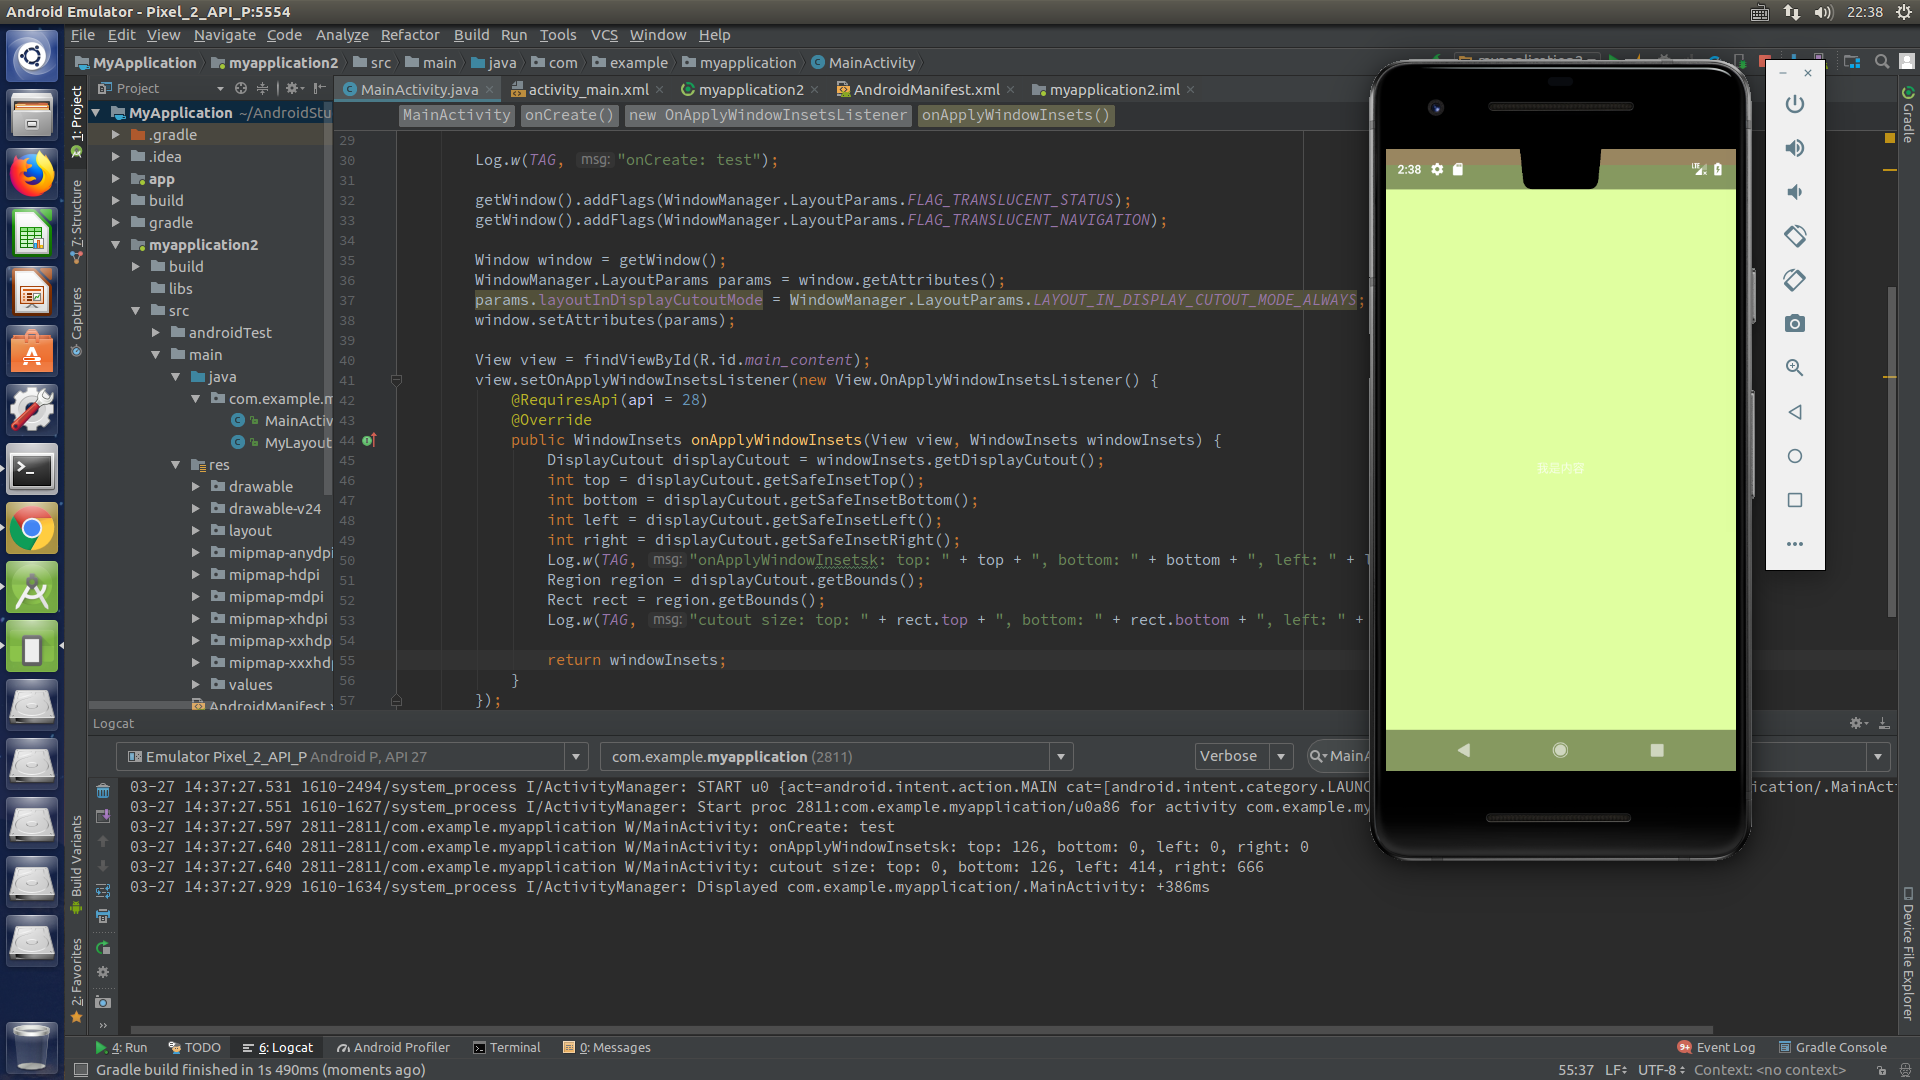 Android Emulator - Pixel_2_API_P:5554
22:38
File Edit View Navigate Code Analyze Refactor Build Run Tools VCS Window Help
MyApplication myapplication2 src main java com example myapplication MainActivity
Project
MainActivity.java activity_main.xml myapplication2 AndroidManifest.xml myapplication2.iml
MainActivity onCreate() new OnApplyWindowInsetsListener onApplyWindowInsets()
1: Project
7: Structure
Captures
Build Variants
2: Favorites
MyApplication ~/AndroidStu
.gradle
.idea
app
build
gradle
myapplication2
build
libs
src
androidTest
main
java
com.example.m
MainActiv
MyLayout
res
drawable
drawable-v24
layout
mipmap-anydpi
mipmap-hdpi
mipmap-mdpi
mipmap-xhdpi
mipmap-xxhdp
mipmap-xxxhdp
values
AndroidManifest.x
29
30 Log.w(TAG, msg: "onCreate: test");
31
32 getWindow().addFlags(WindowManager.LayoutParams.FLAG_TRANSLUCENT_STATUS);
33 getWindow().addFlags(WindowManager.LayoutParams.FLAG_TRANSLUCENT_NAVIGATION);
34
35 Window window = getWindow();
36 WindowManager.LayoutParams params = window.getAttributes();
37 params.layoutInDisplayCutoutMode = WindowManager.LayoutParams.LAYOUT_IN_DISPLAY_CUTOUT_MODE_ALWAYS;
38 window.setAttributes(params);
39
40 View view = findViewById(R.id.main_content);
41 view.setOnApplyWindowInsetsListener(new View.OnApplyWindowInsetsListener() {
42 @RequiresApi(api = 28)
43 @Override
44 public WindowInsets onApplyWindowInsets(View view, WindowInsets windowInsets) {
45 DisplayCutout displayCutout = windowInsets.getDisplayCutout();
46 int top = displayCutout.getSafeInsetTop();
47 int bottom = displayCutout.getSafeInsetBottom();
48 int left = displayCutout.getSafeInsetLeft();
49 int right = displayCutout.getSafeInsetRight();
50 Log.w(TAG, msg: "onApplyWindowInsetsk: top: " + top + ", bottom: " + bottom + ", left: " + l
51 Region region = displayCutout.getBounds();
52 Rect rect = region.getBounds();
53 Log.w(TAG, msg: "cutout size: top: " + rect.top + ", bottom: " + rect.bottom + ", left: " +
54
55 return windowInsets;
56 }
57 });
2:38
LTE
我是内容
Gradle
Device File Explorer
Logcat
Emulator Pixel_2_API_P Android P, API 27 com.example.myapplication (2811) Verbose MainA
03-27 14:37:27.531 1610-2494/system_process I/ActivityManager: START u0 {act=android.intent.action.MAIN cat=[android.intent.category.LAUNC ication/.MainActi
03-27 14:37:27.550 1610-1627/system_process I/ActivityManager: Start proc 2811:com.example.myapplication/u0a86 for activity com.example.my
03-27 14:37:27.597 2811-2811/com.example.myapplication W/MainActivity: onCreate: test
03-27 14:37:27.640 2811-2811/com.example.myapplication W/MainActivity: onApplyWindowInsetsk: top: 126, bottom: 0, left: 0, right: 0
03-27 14:37:27.640 2811-2811/com.example.myapplication W/MainActivity: cutout size: top: 0, bottom: 126, left: 414, right: 666
03-27 14:37:27.929 1610-1634/system_process I/ActivityManager: Displayed com.example.myapplication/.MainActivity: +386ms
4: Run TODO 6: Logcat Android Profiler Terminal 0: Messages 9+ Event Log Gradle Console
Gradle build finished in 1s 490ms (moments ago) 55:37 LF UTF-8 Context: <no context>